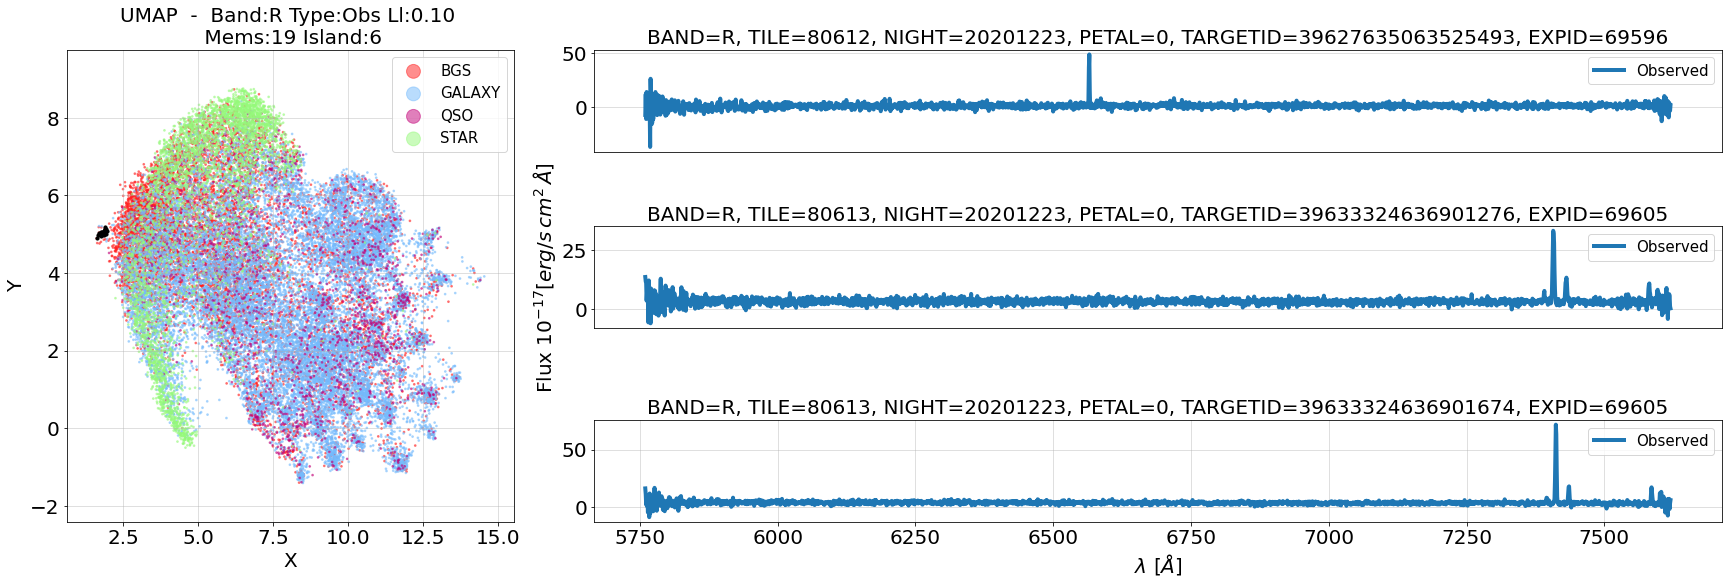 UMAP - Band:R Type:Obs Ll:0.10
Mems:19 Island:6
BGS
GALAXY
QSO
STAR
8
6
4
2
0
−2
Y
2.5 5.0 7.5 10.0 12.5 15.0
X
BAND=R, TILE=80612, NIGHT=20201223, PETAL=0, TARGETID=39627635063525493, EXPID=69596
Observed
50
0
BAND=R, TILE=80613, NIGHT=20201223, PETAL=0, TARGETID=39633324636901276, EXPID=69605
Observed
25
0
Flux 10⁻¹⁷[erg/s cm² Å]
BAND=R, TILE=80613, NIGHT=20201223, PETAL=0, TARGETID=39633324636901674, EXPID=69605
Observed
50
0
5750 6000 6250 6500 6750 7000 7250 7500
λ [Å]